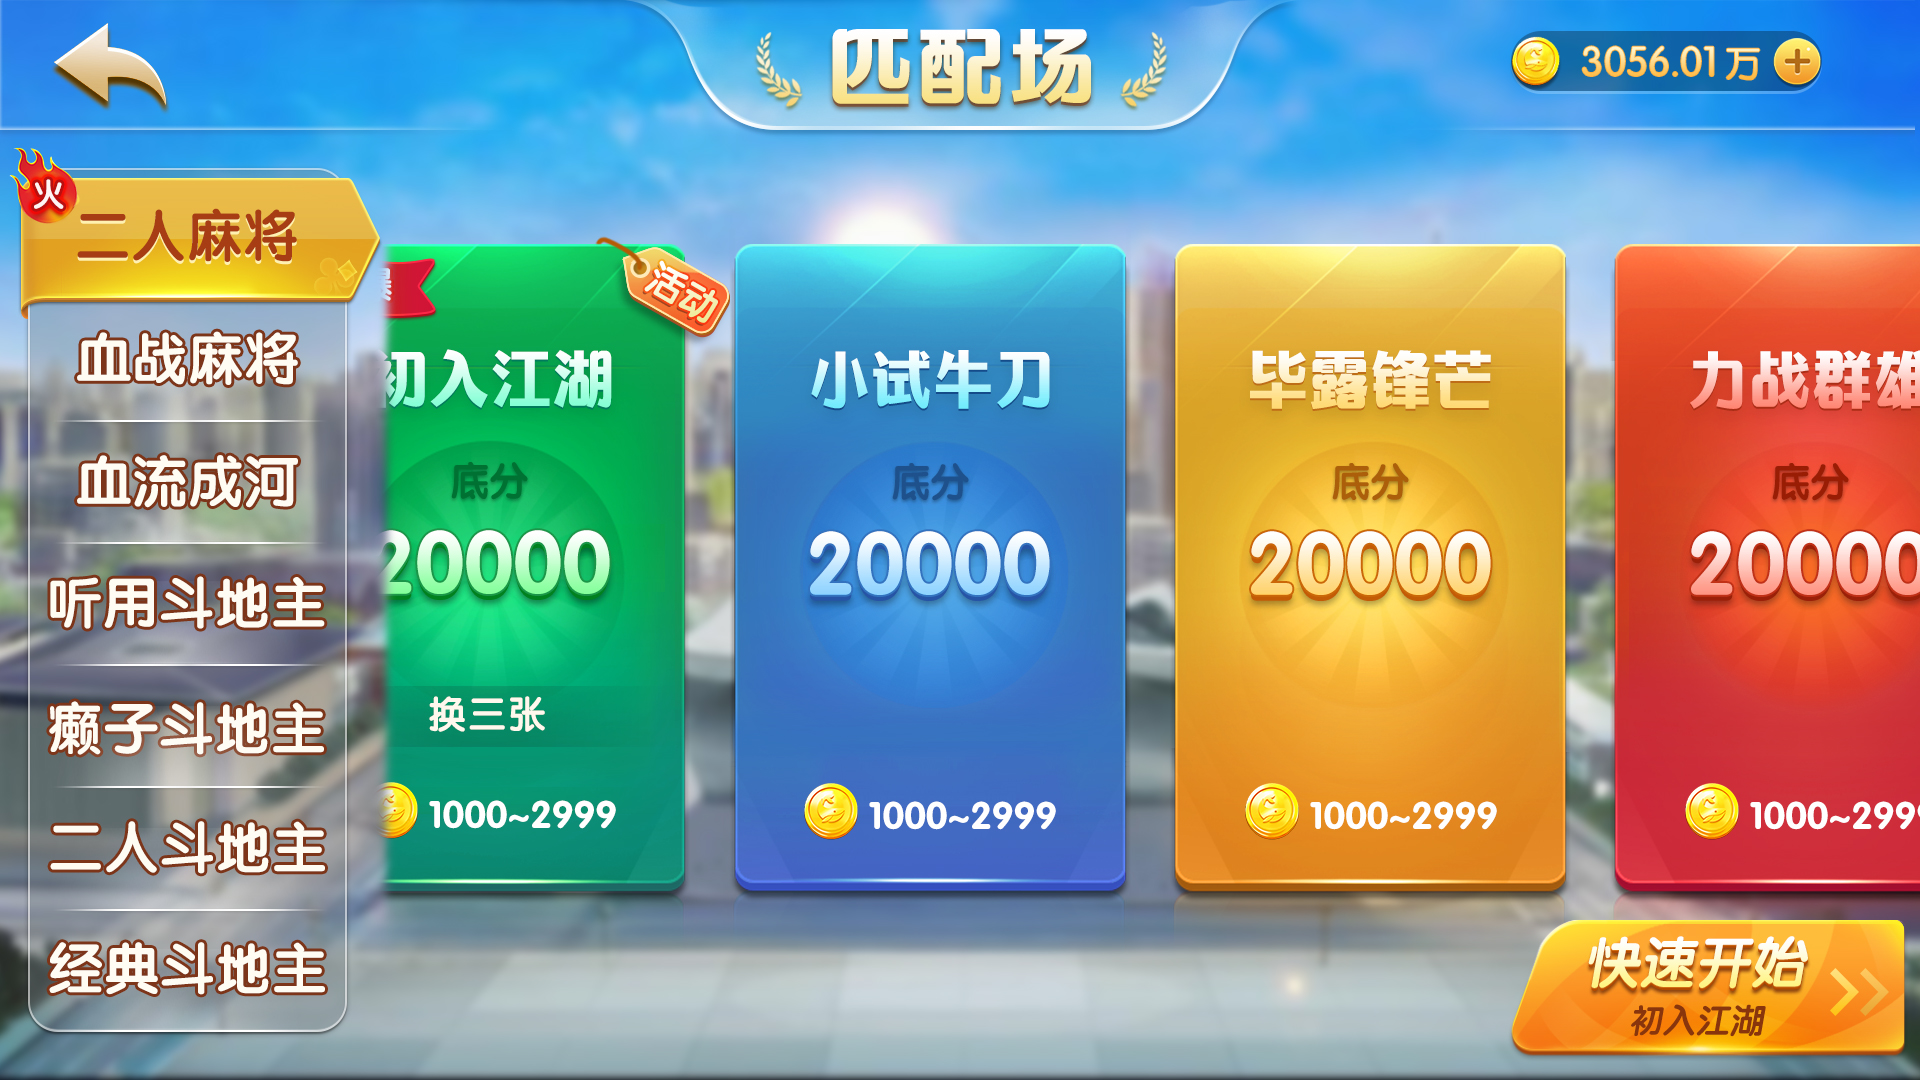 匹配场
3056.01万
火
二人麻将
血战麻将
血流成河
听用斗地主
癞子斗地主
二人斗地主
经典斗地主
活动
初入江湖
底分
20000
换三张
1000~2999
小试牛刀
底分
20000
1000~2999
毕露锋芒
底分
20000
1000~2999
力战群雄
底分
20000
1000~2999
快速开始
初入江湖